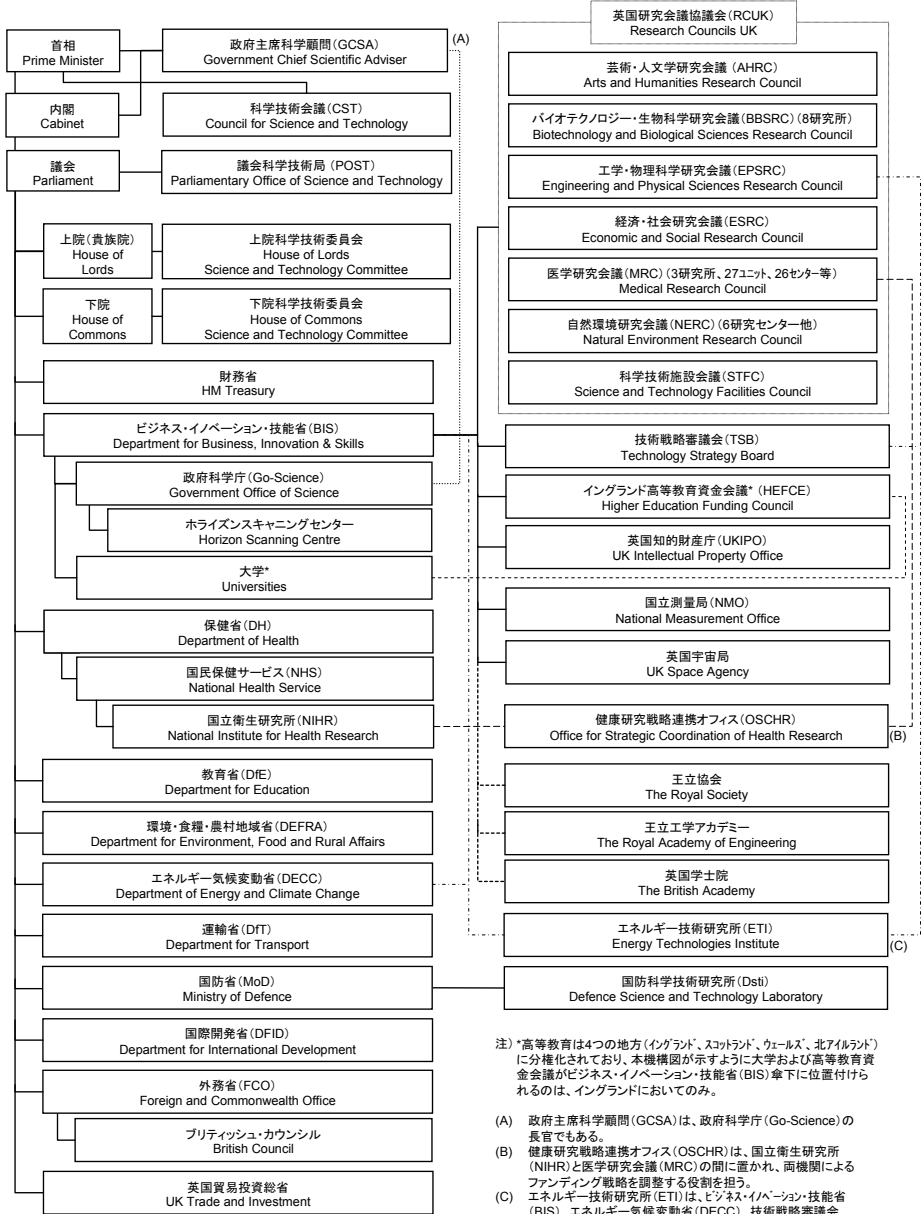 首相
Prime Minister
政府主席科学顧問(GCSA)
Government Chief Scientific Adviser
(A)
内閣
Cabinet
科学技術会議(CST)
Council for Science and Technology
議会
Parliament
議会科学技術局 (POST)
Parliamentary Office of Science and Technology
上院(貴族院)
House of
Lords
上院科学技術委員会
House of Lords
Science and Technology Committee
下院
House of
Commons
下院科学技術委員会
House of Commons
Science and Technology Committee
財務省
HM Treasury
ビジネス・イノベーション・技能省(BIS)
Department for Business, Innovation & Skills
政府科学庁(Go-Science)
Government Office of Science
ホライズンスキャニングセンター
Horizon Scanning Centre
大学*
Universities
保健省(DH)
Department of Health
国民保健サービス(NHS)
National Health Service
国立衛生研究所(NIHR)
National Institute for Health Research
教育省(DfE)
Department for Education
環境・食糧・農村地域省(DEFRA)
Department for Environment, Food and Rural Affairs
エネルギー気候変動省(DECC)
Department of Energy and Climate Change
運輸省(DfT)
Department for Transport
国防省(MoD)
Ministry of Defence
国際開発省(DFID)
Department for International Development
外務省(FCO)
Foreign and Commonwealth Office
ブリティッシュ・カウンシル
British Council
英国貿易投資総省
UK Trade and Investment
英国研究会議協議会(RCUK)
Research Councils UK
芸術・人文学研究会議 (AHRC)
Arts and Humanities Research Council
バイオテクノロジー・生物科学研究会議(BBSRC)(8研究所)
Biotechnology and Biological Sciences Research Council
工学・物理科学研究会議(EPSRC)
Engineering and Physical Sciences Research Council
経済・社会研究会議(ESRC)
Economic and Social Research Council
医学研究会議(MRC) (3研究所、27ユニット、26センター等)
Medical Research Council
自然環境研究会議(NERC)(6研究センター他)
Natural Environment Research Council
科学技術施設会議(STFC)
Science and Technology Facilities Council
技術戦略審議会(TSB)
Technology Strategy Board
イングランド高等教育資金会議* (HEFCE)
Higher Education Funding Council
英国知的財産庁(UKIPO)
UK Intellectual Property Office
国立測量局(NMO)
National Measurement Office
英国宇宙局
UK Space Agency
健康研究戦略連携オフィス(OSCHR)
Office for Strategic Coordination of Health Research
(B)
王立協会
The Royal Society
王立工学アカデミー
The Royal Academy of Engineering
英国学士院
The British Academy
エネルギー技術研究所(ETI)
Energy Technologies Institute
(C)
国防科学技術研究所(Dsti)
Defence Science and Technology Laboratory
注) *高等教育は4つの地方(イングランド、スコットランド、ウェールズ、北アイルランド)
に分権化されており、本機構図が示すように大学および高等教育資
金会議がビジネス・イノベーション・技能省(BIS)傘下に位置付けら
れるのは、イングランドにおいてのみ。
(A) 政府主席科学顧問(GCSA)は、政府科学庁(Go-Science)の
長官でもある。
(B) 健康研究戦略連携オフィス(OSCHR)は、国立衛生研究所
(NIHR)と医学研究会議(MRC)の間に置かれ、両機関による
ファンディング戦略を調整する役割を担う。
(C) エネルギー技術研究所(ETI)は、ビジネス・イノベーション・技能省
(BIS)、エネルギー気候変動省(DECC)、技術戦略審議会